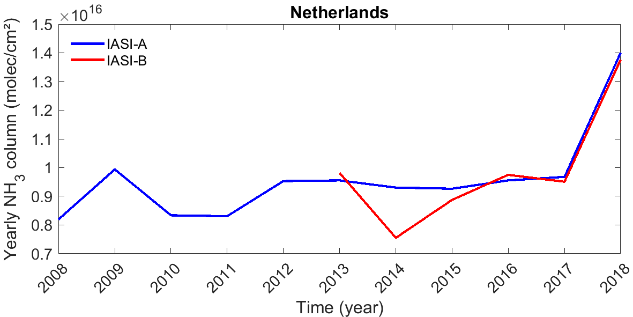 Netherlands
×10^16
IASI-A
IASI-B
Yearly NH₃ column (molec/cm²)
1.5
1.4
1.3
1.2
1.1
1
0.9
0.8
0.7
2008 2009 2010 2011 2012 2013 2014 2015 2016 2017 2018
Time (year)